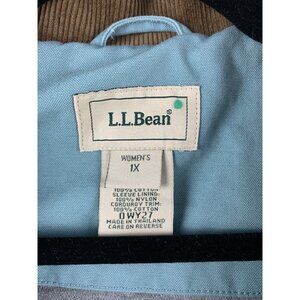 L.L.Bean®
WOMEN'S
1X
100% COTTON
SLEEVE LINING:
100% NYLON
CORDUROY TRIM:
100% COTTON
0WY27
MADE IN THAILAND
CARE ON REVERSE